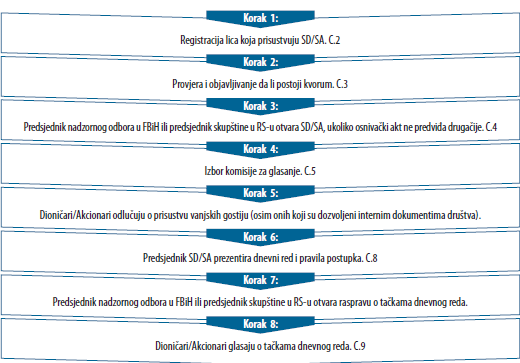 Korak 1:
Registracija lica koja prisustvuju SD/SA. C.2
Korak 2:
Provjera i objavljivanje da li postoji kvorum. C.3
Korak 3:
Predsjednik nadzornog odbora u FBiH ili predsjednik skupštine u RS-u otvara SD/SA, ukoliko osnivački akt ne predviđa drugačije. C.4
Korak 4:
Izbor komisije za glasanje. C.5
Korak 5:
Dioničari/Akcionari odlučuju o prisustvu vanjskih gostiju (osim onih koji su dozvoljeni internim dokumentima društva).
Korak 6:
Predsjednik SD/SA prezentira dnevni red i pravila postupka. C.8
Korak 7:
Predsjednik nadzornog odbora u FBiH ili predsjednik skupštine u RS-u otvara raspravu o tačkama dnevnog reda.
Korak 8:
Dioničari/Akcionari glasaju o tačkama dnevnog reda. C.9